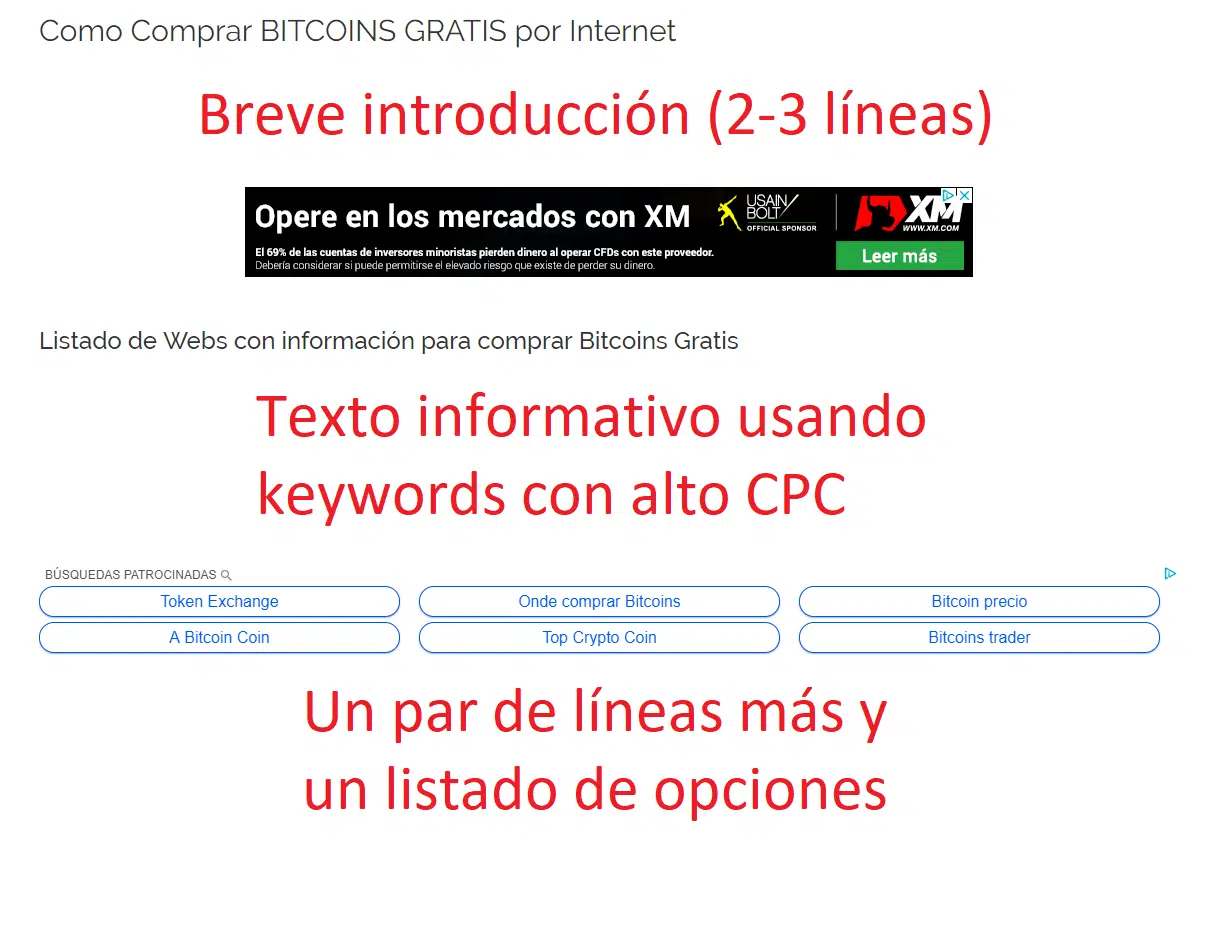 Como Comprar BITCOINS GRATIS por Internet
Breve introducción (2-3 líneas)
Opere en los mercados con XM
El 69% de las cuentas de inversores minoristas pierden dinero al operar CFDs con este proveedor.
Debería considerar si puede permitirse el elevado riesgo que existe de perder su dinero.
USAIN
BOLT
OFFICIAL SPONSOR
XM
WWW.XM.COM
Leer más
Listado de Webs con información para comprar Bitcoins Gratis
Texto informativo usando
keywords con alto CPC
BÚSQUEDAS PATROCINADAS
Token Exchange
Onde comprar Bitcoins
Bitcoin precio
A Bitcoin Coin
Top Crypto Coin
Bitcoins trader
Un par de líneas más y
un listado de opciones